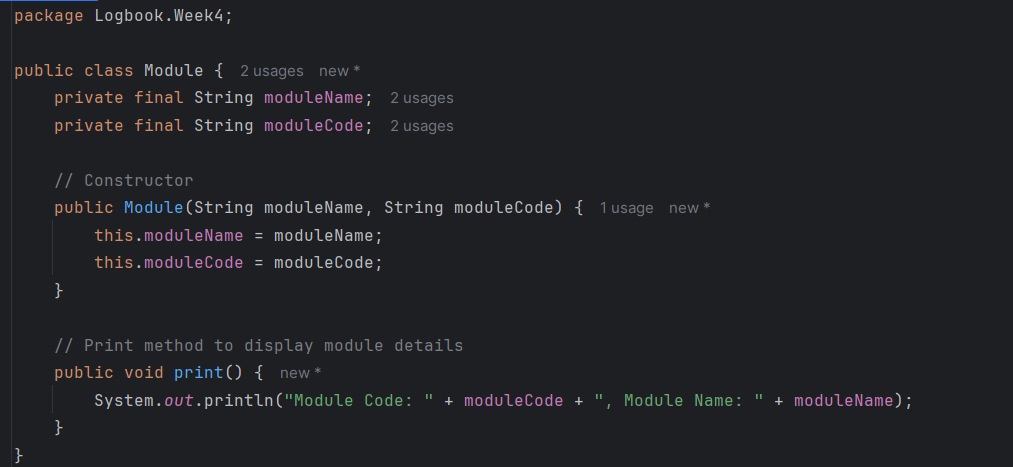 package Logbook.Week4;
public class Module { 2 usages new *
private final String moduleName; 2 usages
private final String moduleCode; 2 usages
// Constructor
public Module(String moduleName, String moduleCode) { 1 usage new *
this.moduleName = moduleName;
this.moduleCode = moduleCode;
}
// Print method to display module details
public void print() { new *
System.out.println("Module Code: " + moduleCode + ", Module Name: " + moduleName);
}
}